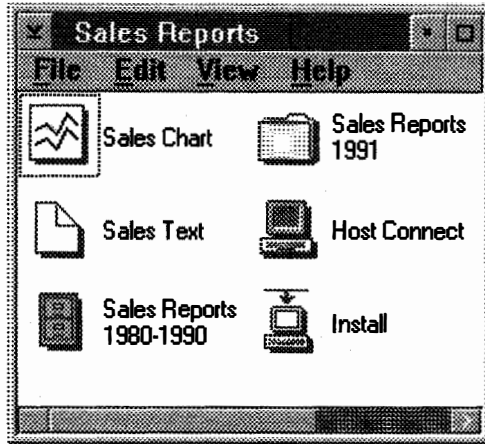 Sales Reports
File Edit View Help
Sales Chart
Sales Reports
1991
Sales Text
Host Connect
Sales Reports
1980-1990
Install